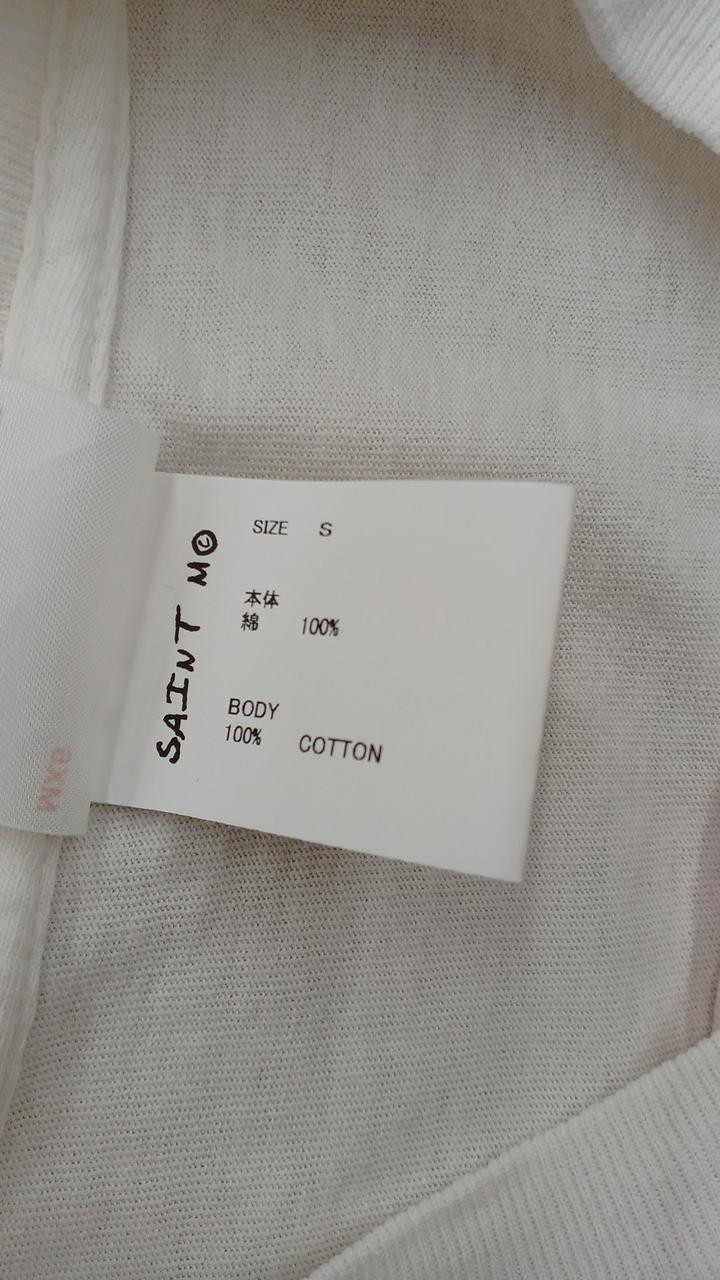 SAINT M©
SIZE S
本体
綿 100%
BODY
100% COTTON